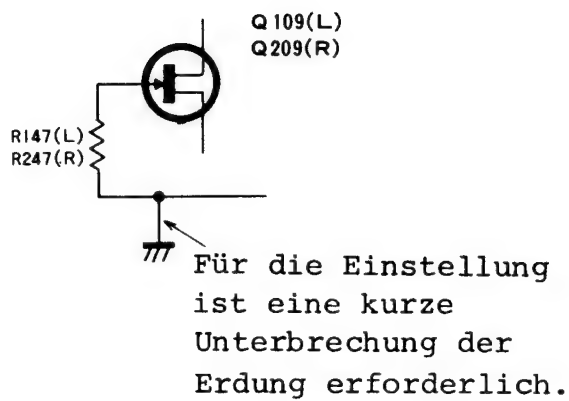 Q109(L)
Q209(R)
R147(L)
R247(R)
Für die Einstellung
ist eine kurze
Unterbrechung der
Erdung erforderlich.